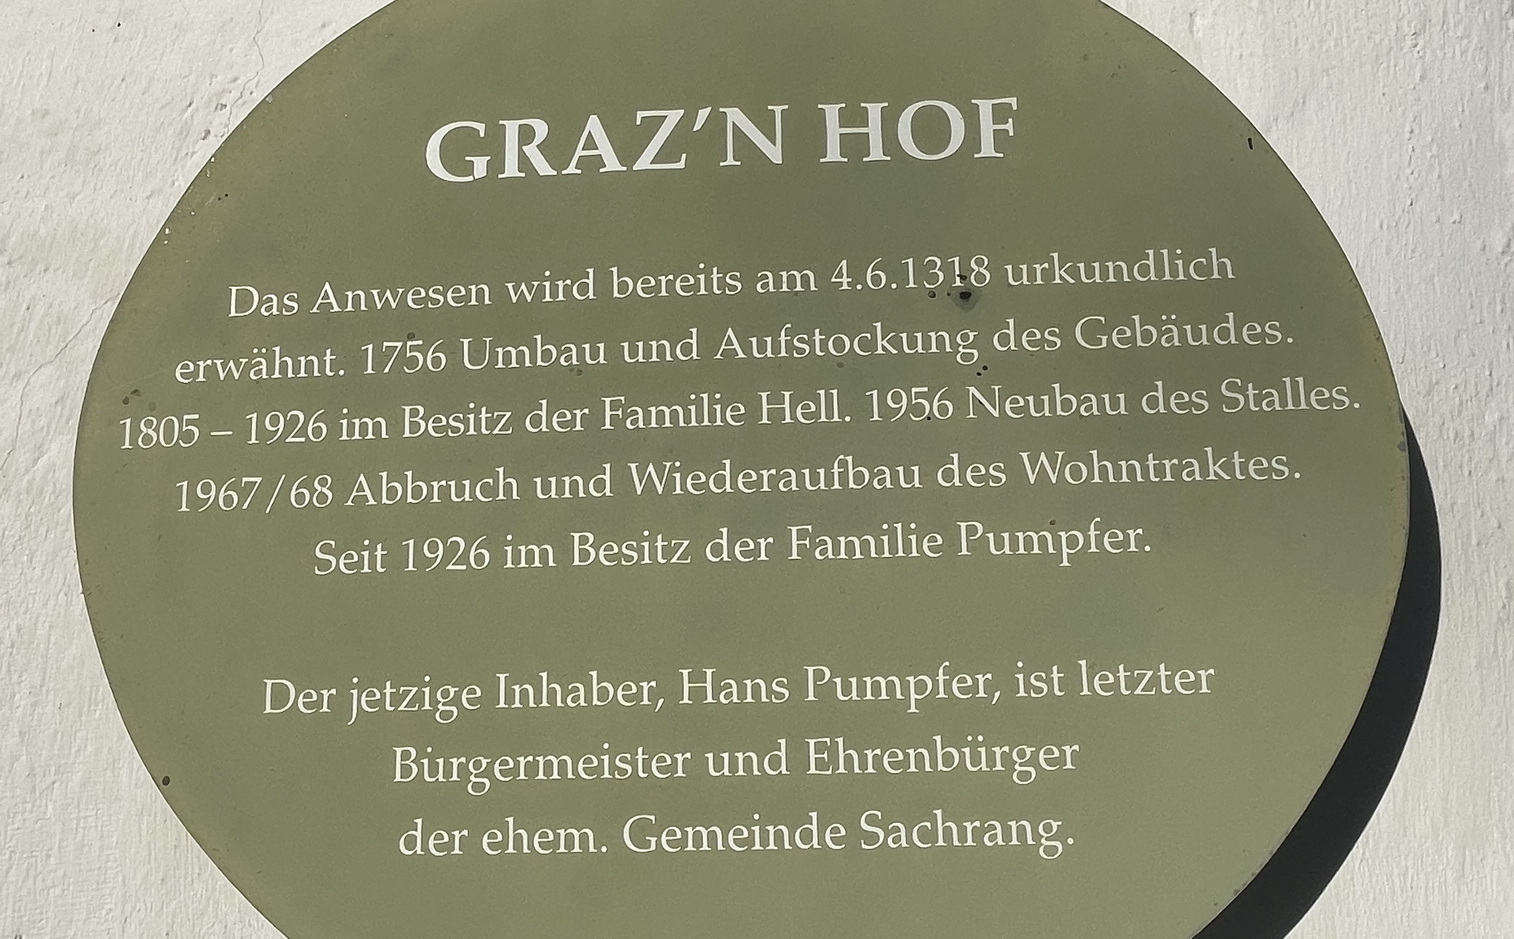 GRAZ'N HOF
Das Anwesen wird bereits am 4.6.1318 urkundlich
erwähnt. 1756 Umbau und Aufstockung des Gebäudes.
1805 – 1926 im Besitz der Familie Hell. 1956 Neubau des Stalles.
1967/68 Abbruch und Wiederaufbau des Wohntraktes.
Seit 1926 im Besitz der Familie Pumpfer.
Der jetzige Inhaber, Hans Pumpfer, ist letzter
Bürgermeister und Ehrenbürger
der ehem. Gemeinde Sachrang.